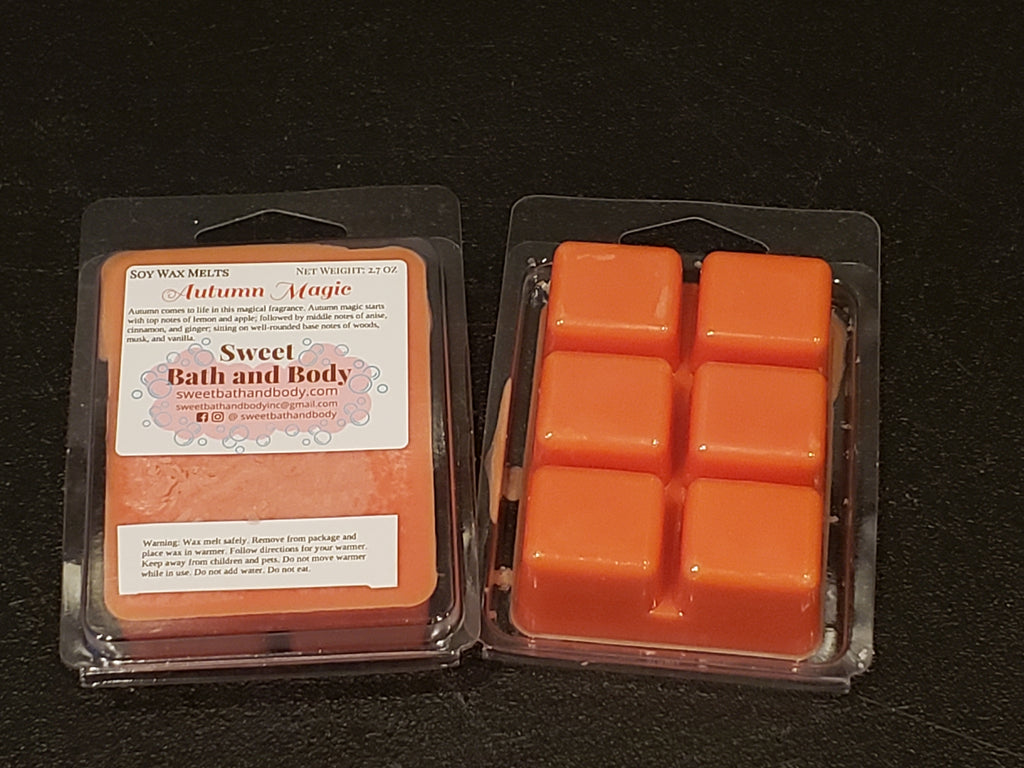 Soy Wax Melts Net Weight: 2.7 oz
Autumn Magic
Autumn comes to life in this magical fragrance. Autumn magic starts
with top notes of lemon and apple; followed by middle notes of anise,
cinnamon, and ginger; sitting on well-rounded base notes of woods,
musk, and vanilla.
Sweet
Bath and Body
sweetbathandbody.com
sweetbathandbodyinc@gmail.com
@ sweetbathandbody
Warning: Wax melt safely. Remove from package and
place wax in warmer. Follow directions for your warmer.
Keep away from children and pets. Do not move warmer
while in use. Do not add water. Do not eat.